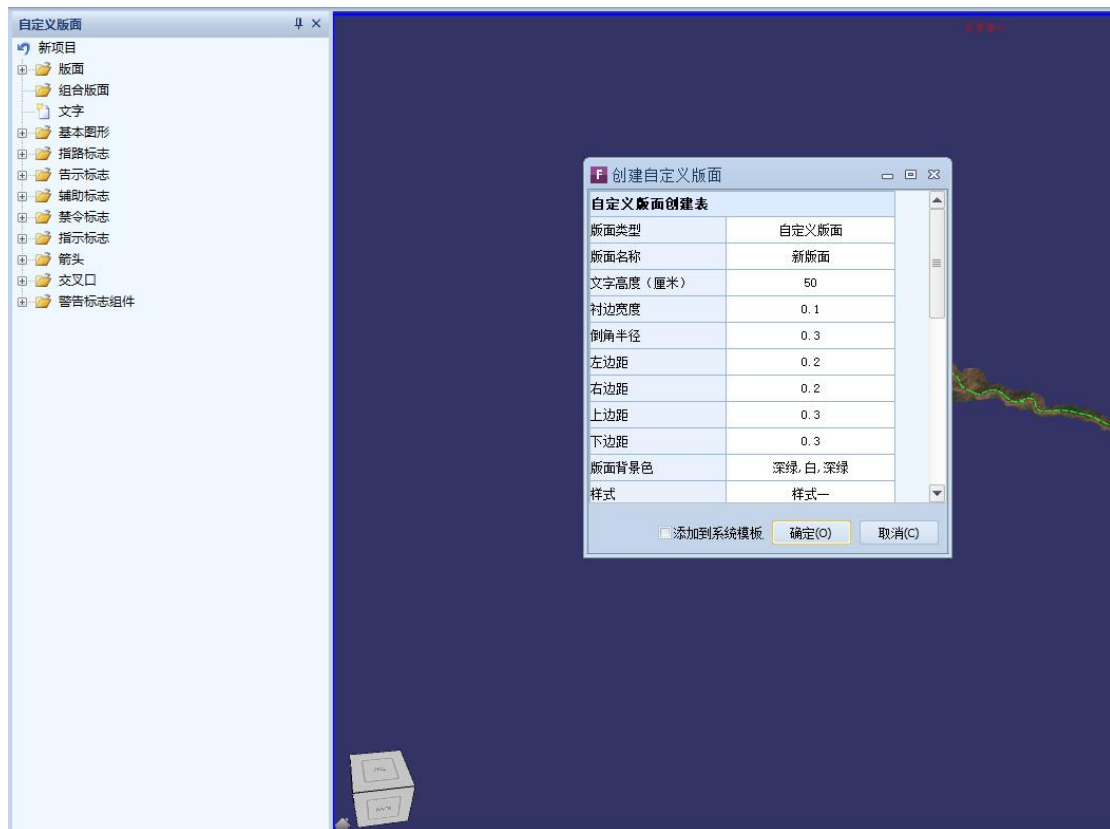 自定义版面
新项目
版面
组合版面
文字
基本图形
指路标志
告示标志
辅助标志
禁令标志
指示标志
箭头
交叉口
警告标志组件
F 创建自定义版面
自定义版面创建表
版面类型 自定义版面
版面名称 新版面
文字高度（厘米） 50
衬边宽度 0.1
倒角半径 0.3
左边距 0.2
右边距 0.2
上边距 0.3
下边距 0.3
版面背景色 深绿,白,深绿
样式 样式一
添加到系统模板 确定(O) 取消(C)
BACK